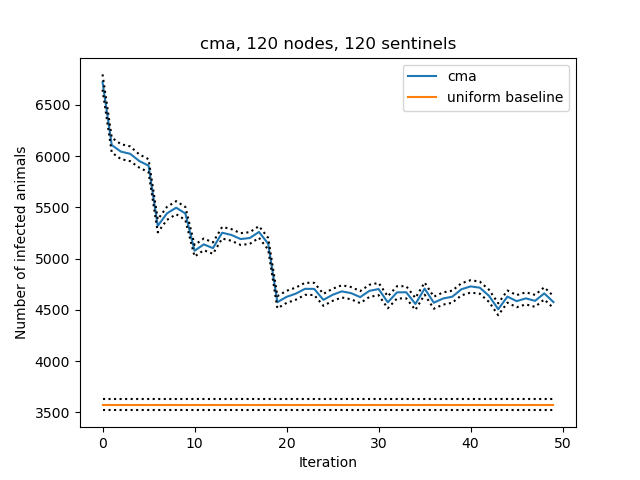 cma, 120 nodes, 120 sentinels
cma
uniform baseline
Number of infected animals
6500
6000
5500
5000
4500
4000
3500
0 10 20 30 40 50
Iteration